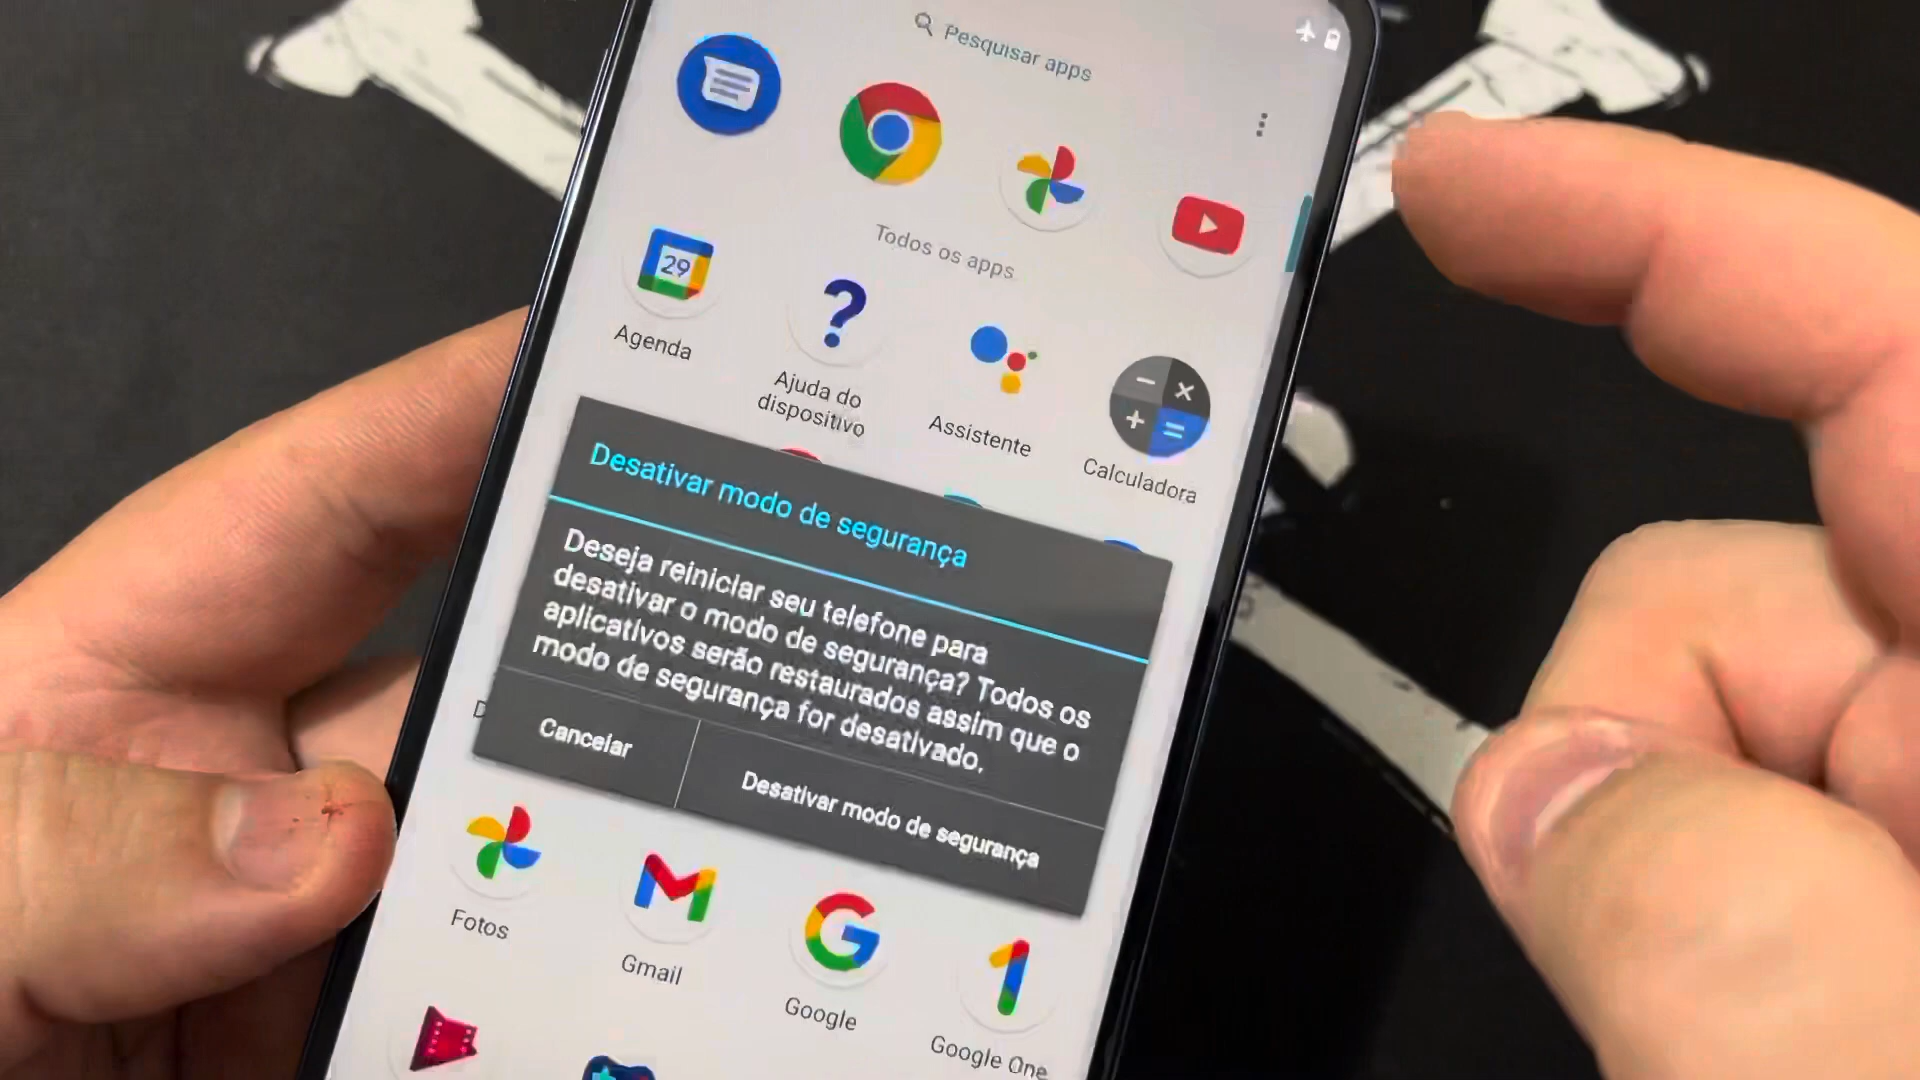 Pesquisar apps
Todos os apps
29
Agenda
Ajuda do
dispositivo
Assistente
Calculadora
Desativar modo de segurança
Deseja reiniciar seu telefone para
desativar o modo de segurança? Todos os
aplicativos serão restaurados assim que o
modo de segurança for desativado.
Cancelar
Desativar modo de segurança
Fotos
Gmail
Google
Google One